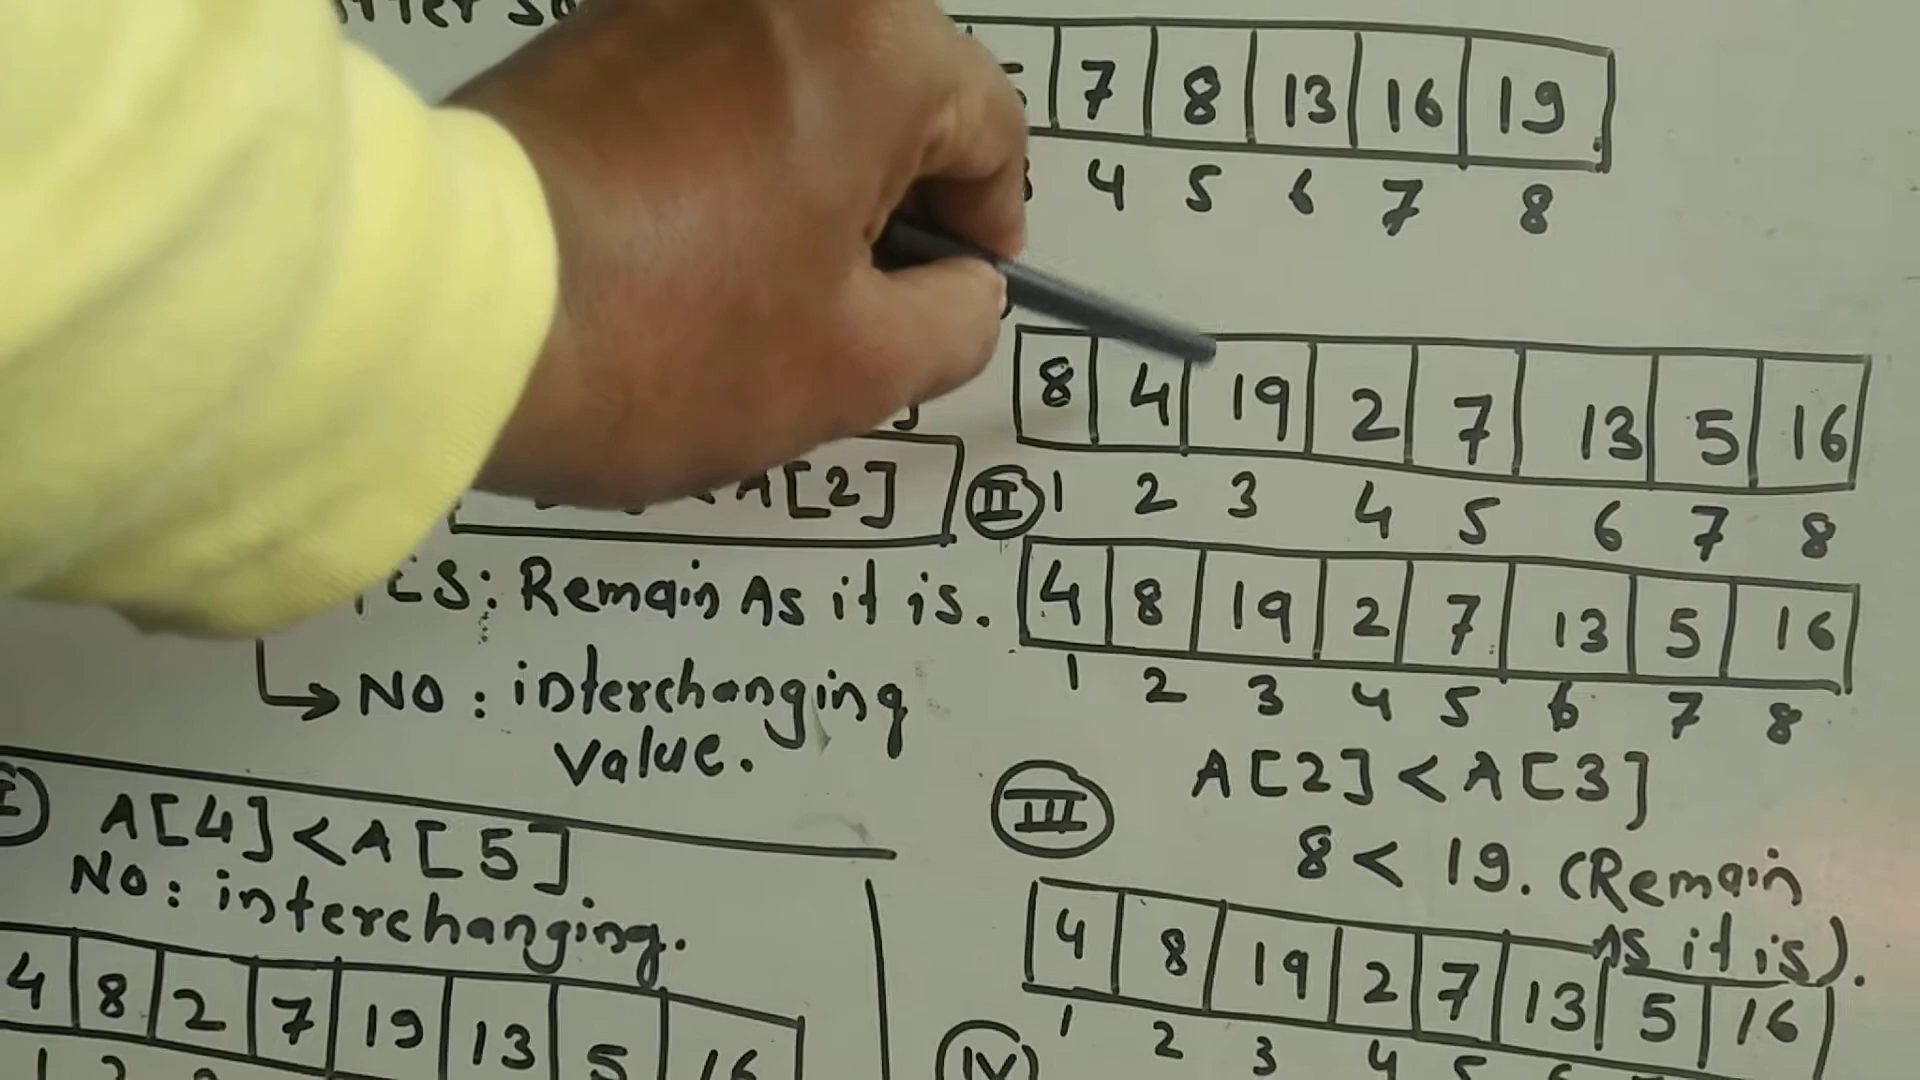 7 8 13 16 19
4 5 6 7 8
8 4 19 2 7 13 5 16
A[2]
II 1 2 3 4 5 6 7 8
YES: Remain As it is.
4 8 19 2 7 13 5 16
1 2 3 4 5 6 7 8
NO: interchanging
value.
A[4]<A[5]
No: interchanging.
4 8 2 7 19 13 5 16
III A[2]<A[3]
8< 19. (Remain
As it is).
4 8 19 2 7 13 5 16
1 2 3 4 5
IV